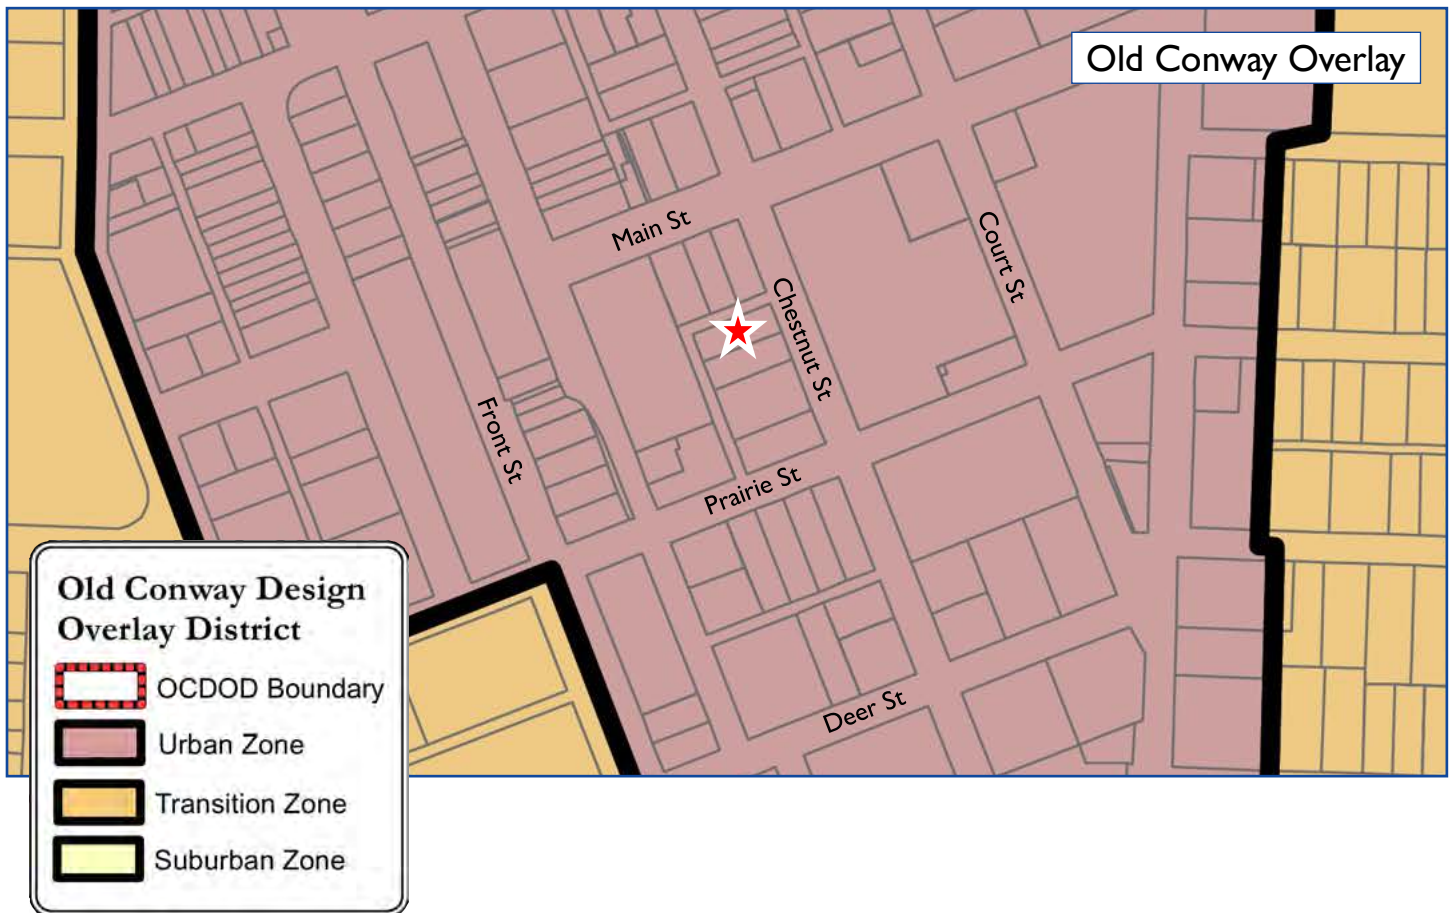 Old Conway Overlay
Main St
Court St
Chestnut St
Front St
Prairie St
Deer St
Old Conway Design
Overlay District
OCDOD Boundary
Urban Zone
Transition Zone
Suburban Zone